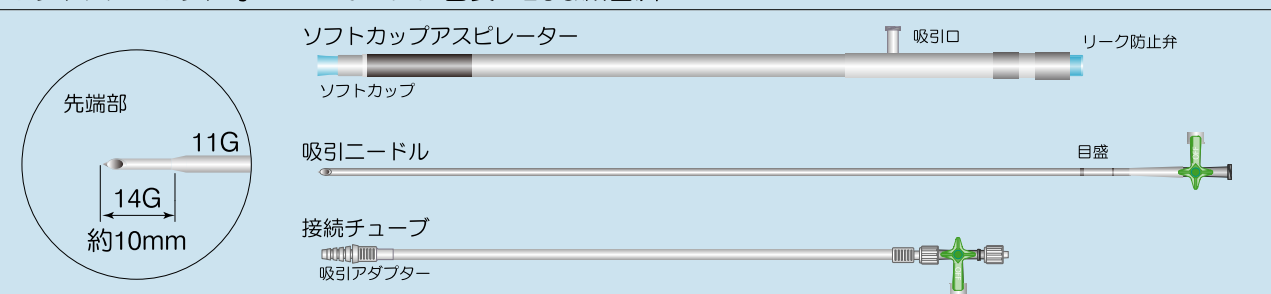 ソフトカップアスピレーター
吸引口
リーク防止弁
ソフトカップ
先端部
11G
14G
約10mm
吸引ニードル
目盛
接続チューブ
吸引アダプター